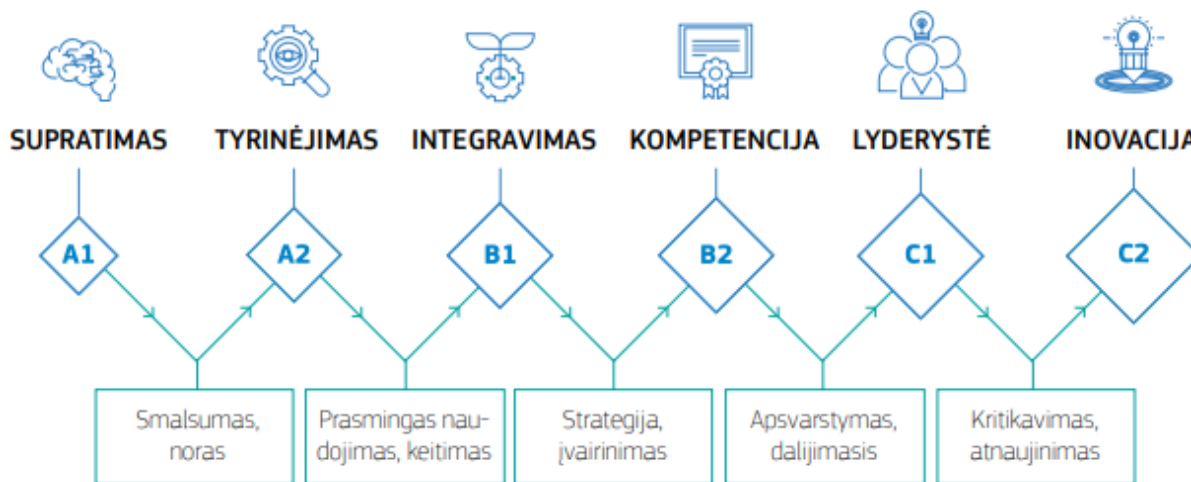 SUPRATIMAS
TYRINĖJIMAS
INTEGRAVIMAS
KOMPETENCIJA
LYDERYSTĖ
INOVACIJA
A1
A2
B1
B2
C1
C2
Smalsumas,
noras
Prasmingas nau-
dojimas, keitimas
Strategija,
įvairinimas
Apsvarstymas,
dalijimasis
Kritikavimas,
atnaujinimas